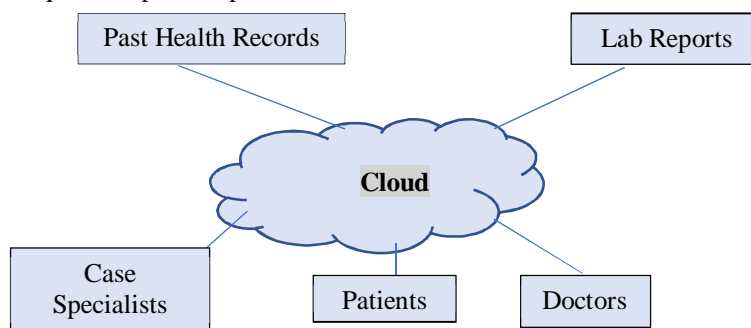 Past Health Records
Lab Reports
Cloud
Case
Specialists
Patients
Doctors